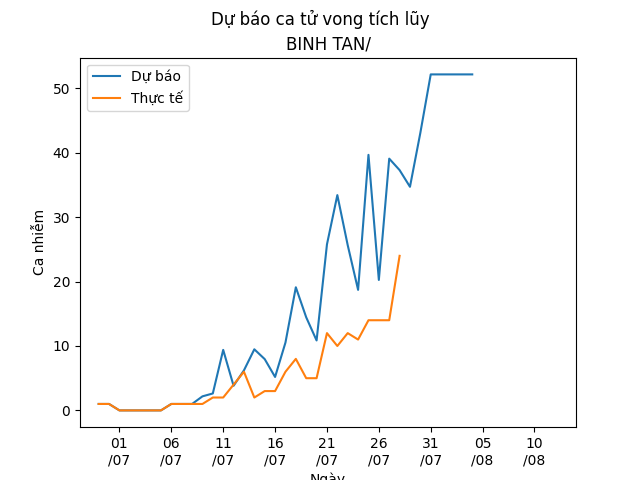 Dự báo ca tử vong tích lũy
BINH TAN/
Dự báo
Thực tế
50
40
30
20
10
0
Ca nhiễm
01 06 11 16 21 26 31 05 10
/07 /07 /07 /07 /07 /07 /07 /08 /08
Ngày